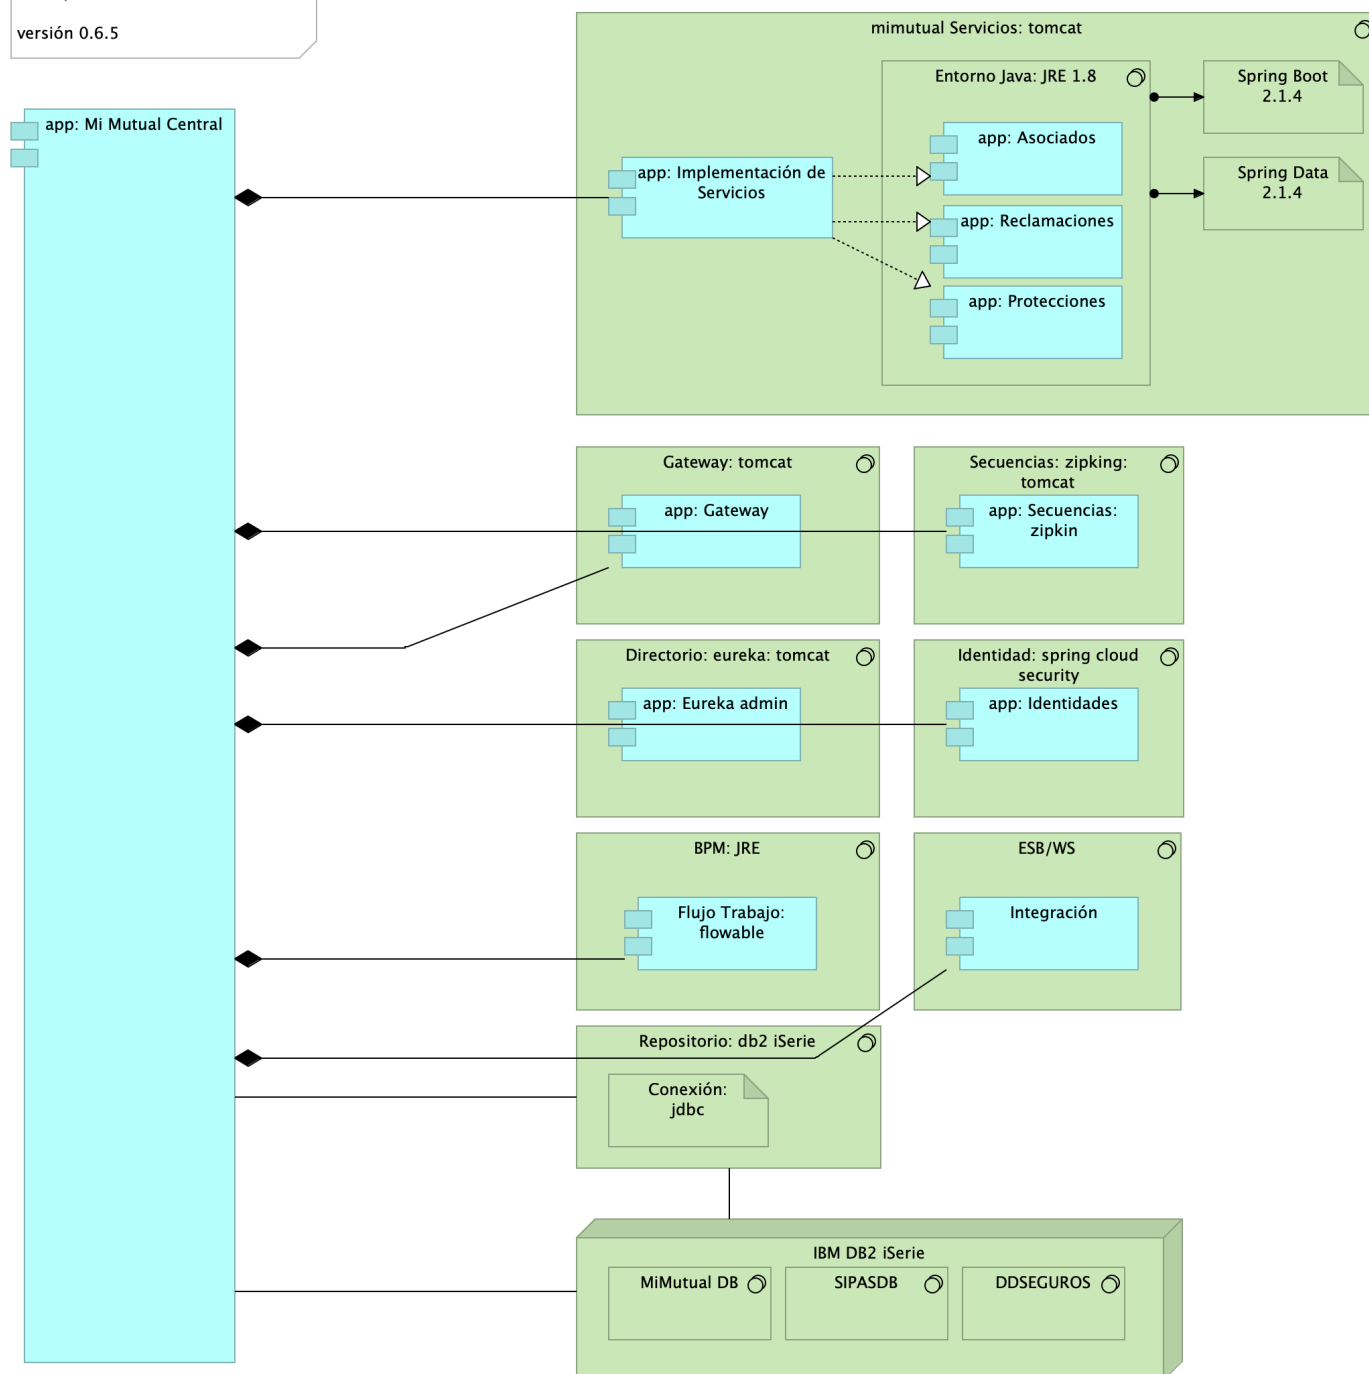 versión 0.6.5
mimutual Servicios: tomcat
Entorno Java: JRE 1.8
Spring Boot
2.1.4
app: Mi Mutual Central
app: Asociados
app: Implementación de
Servicios
Spring Data
2.1.4
app: Reclamaciones
app: Protecciones
Gateway: tomcat
app: Gateway
Secuencias: zipking:
tomcat
app: Secuencias:
zipkin
Directorio: eureka: tomcat
app: Eureka admin
Identidad: spring cloud
security
app: Identidades
BPM: JRE
Flujo Trabajo:
flowable
ESB/WS
Integración
Repositorio: db2 iSerie
Conexión:
jdbc
IBM DB2 iSerie
MiMutual DB
SIPASDB
DDSEGUROS